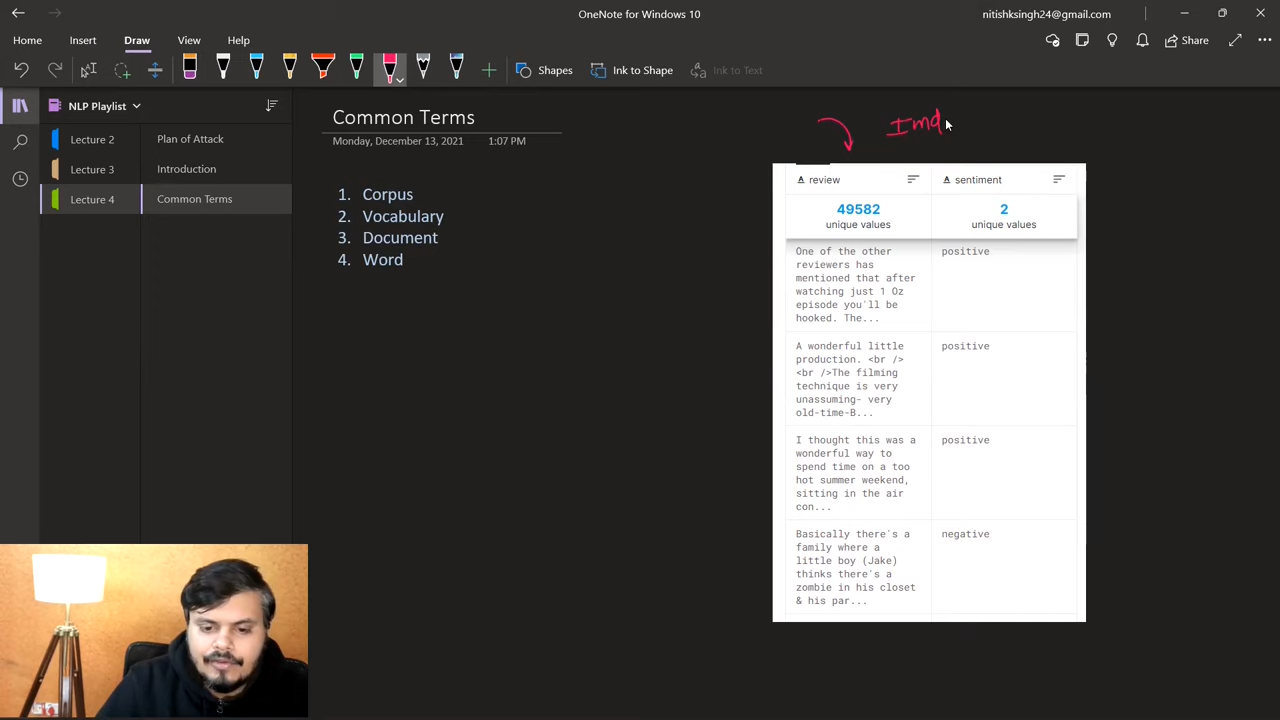 OneNote for Windows 10
nitishksingh24@gmail.com
Home Insert Draw View Help
Shapes Ink to Shape Ink to Text Share
NLP Playlist
Lecture 2 Plan of Attack
Lecture 3 Introduction
Lecture 4 Common Terms
Common Terms
Monday, December 13, 2021 1:07 PM
1. Corpus
2. Vocabulary
3. Document
4. Word
Imd
review sentiment
49582 2
unique values unique values
One of the other positive
reviewers has
mentioned that after
watching just 1 Oz
episode you'll be
hooked. The...
A wonderful little positive
production. <br />
<br />The filming
technique is very
unassuming- very
old-time-B...
I thought this was a positive
wonderful way to
spend time on a too
hot summer weekend,
sitting in the air
con...
Basically there's a negative
family where a
little boy (Jake)
thinks there's a
zombie in his closet
& his par...